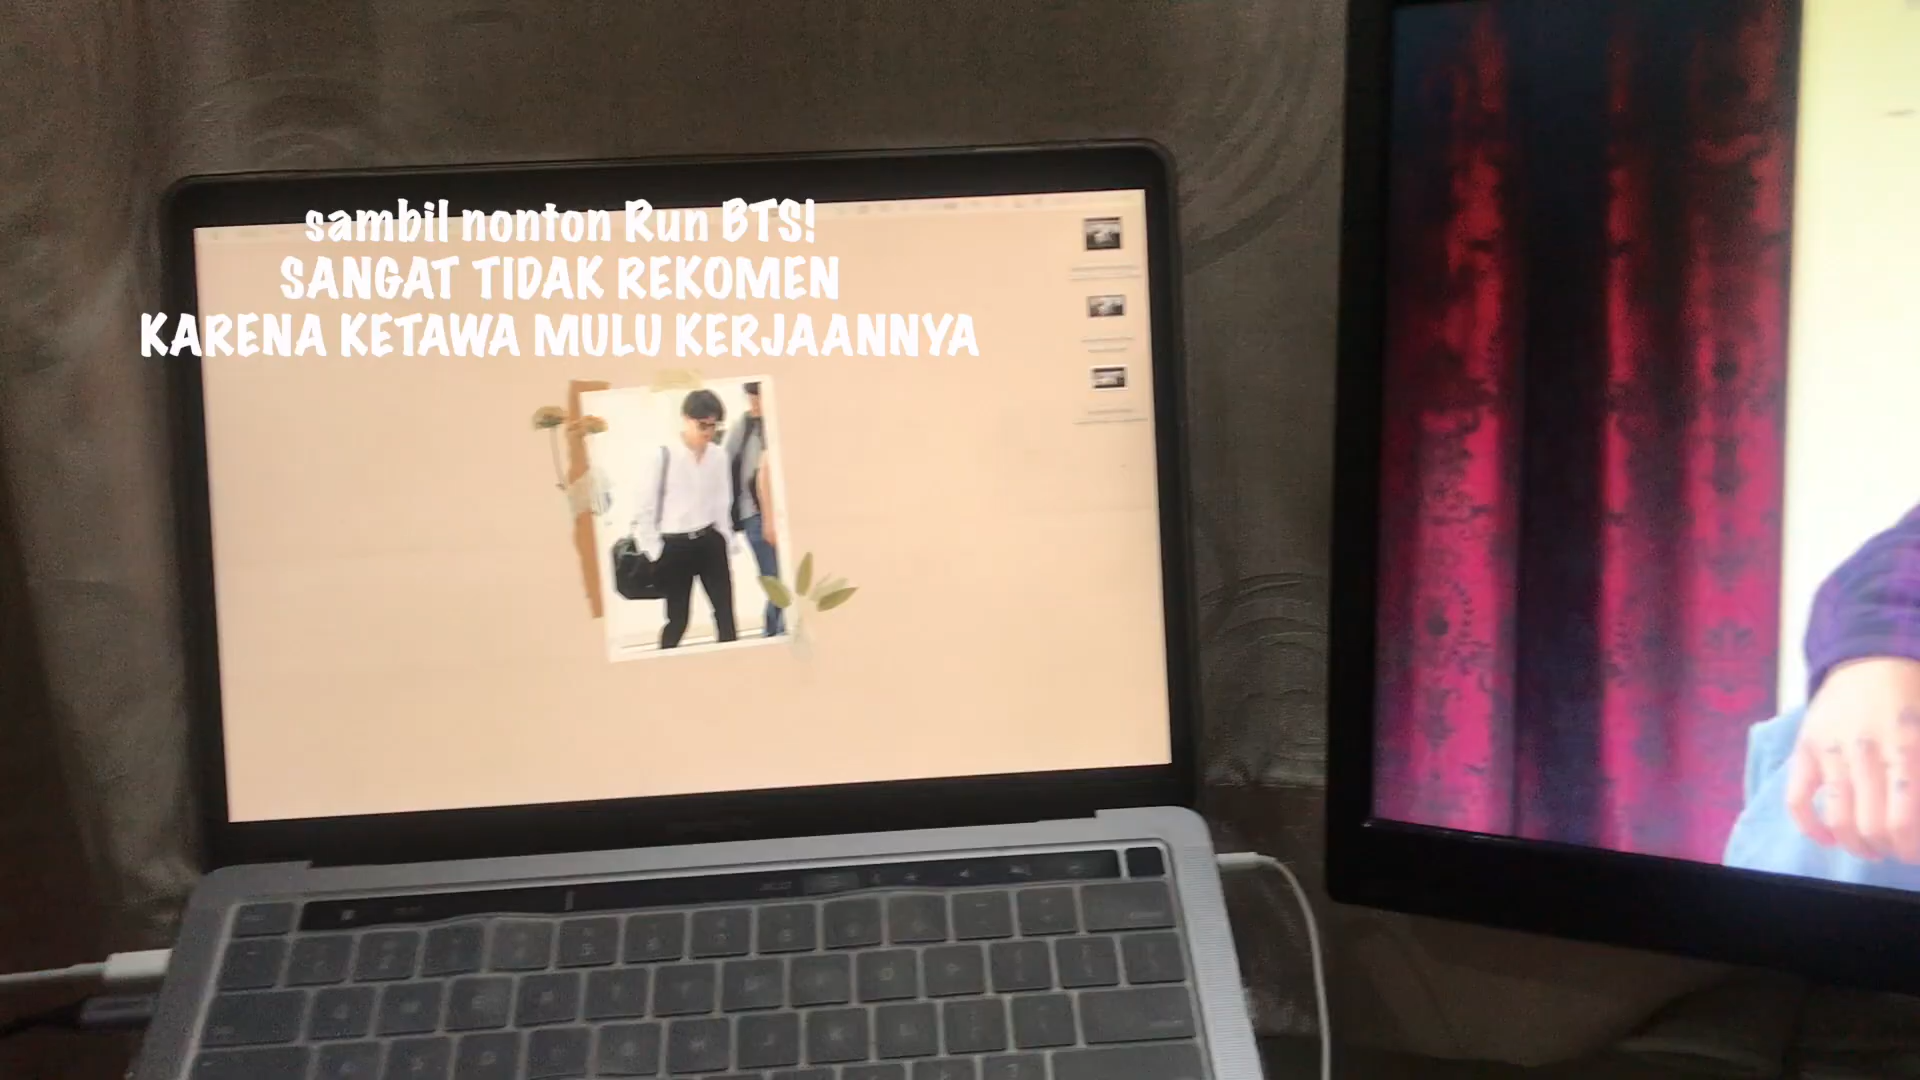 sambil nonton Run BTS!
SANGAT TIDAK REKOMEN
KARENA KETAWA MULU KERJAANNYA